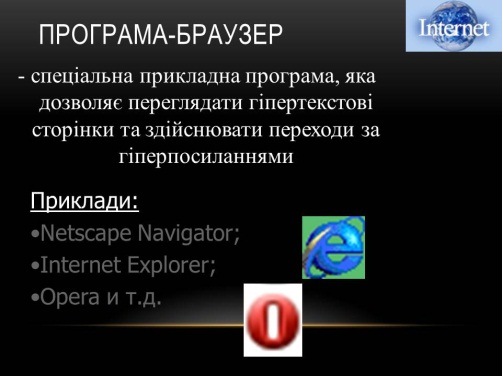 ПРОГРАМА-БРАУЗЕР
Internet
- спеціальна прикладна програма, яка
дозволяє переглядати гіпертекстові
сторінки та здійснювати переходи за
гіперпосиланнями
Приклади:
•Netscape Navigator;
•Internet Explorer;
•Opera и т.д.